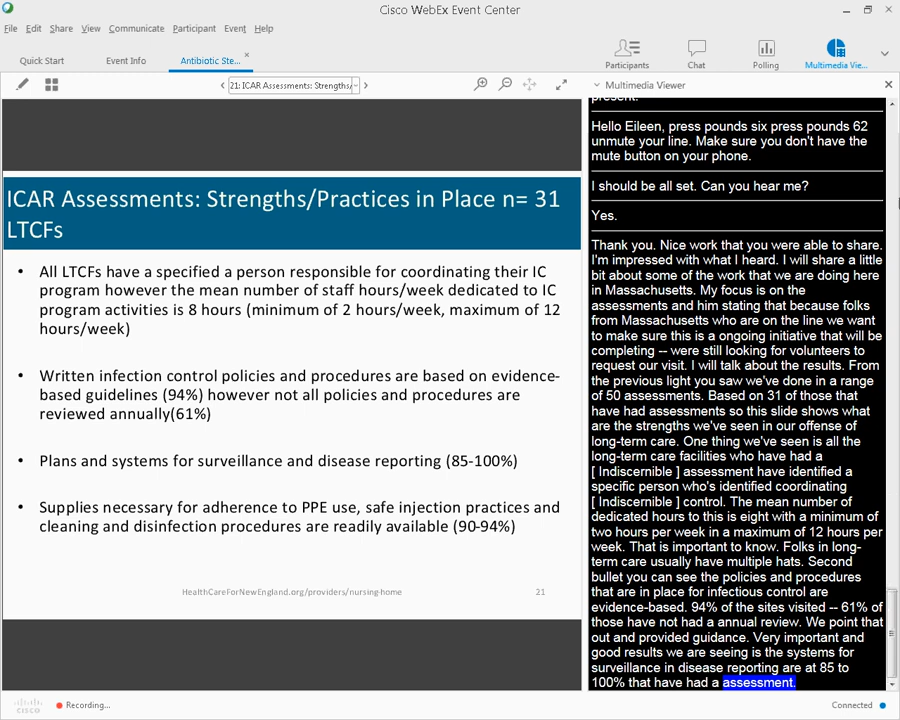 Cisco WebEx Event Center
File Edit Share View Communicate Participant Event Help
Quick Start
Event Info
Antibiotic Ste...
Participants
Chat
Polling
Multimedia Vie...
21: ICAR Assessments: Strengths/
Multimedia Viewer
ICAR Assessments: Strengths/Practices in Place n= 31
LTCFs
• All LTCFs have a specified a person responsible for coordinating their IC
program however the mean number of staff hours/week dedicated to IC
program activities is 8 hours (minimum of 2 hours/week, maximum of 12
hours/week)
• Written infection control policies and procedures are based on evidence-
based guidelines (94%) however not all policies and procedures are
reviewed annually(61%)
• Plans and systems for surveillance and disease reporting (85-100%)
• Supplies necessary for adherence to PPE use, safe injection practices and
cleaning and disinfection procedures are readily available (90-94%)
HealthCareForNewEngland.org/providers/nursing-home
21
present.
Hello Eileen, press pounds six press pounds 62
unmute your line. Make sure you don't have the
mute button on your phone.
I should be all set. Can you hear me?
Yes.
Thank you. Nice work that you were able to share.
I'm impressed with what I heard. I will share a little
bit about some of the work that we are doing here
in Massachusetts. My focus is on the
assessments and him stating that because folks
from Massachusetts who are on the line we want
to make sure this is a ongoing initiative that will be
completing -- were still looking for volunteers to
request our visit. I will talk about the results. From
the previous light you saw we've done in a range
of 50 assessments. Based on 31 of those that
have had assessments so this slide shows what
are the strengths we've seen in our offense of
long-term care. One thing we've seen is all the
long-term care facilities who have had a
[ Indiscernible ] assessment have identified a
specific person who's identified coordinating
[ Indiscernible ] control. The mean number of
dedicated hours to this is eight with a minimum of
two hours per week in a maximum of 12 hours per
week. That is important to know. Folks in long-
term care usually have multiple hats. Second
bullet you can see the policies and procedures
that are in place for infectious control are
evidence-based. 94% of the sites visited -- 61% of
those have not had a annual review. We point that
out and provided guidance. Very important and
good results we are seeing is the systems for
surveillance in disease reporting are at 85 to
100% that have had a assessment.
cisco
Recording...
Connected